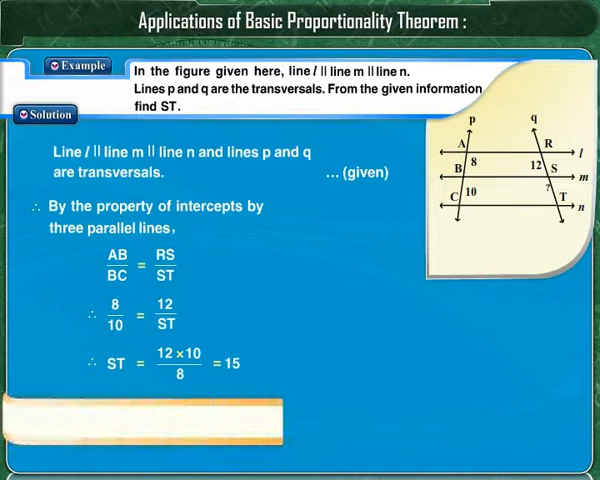 Applications of Basic Proportionality Theorem :
Example
In the figure given here, line l || line m || line n.
Lines p and q are the transversals. From the given information
find ST.
Solution
p q
A R l
8
B 12 S m
C 10 ? T n
Line l || line m || line n and lines p and q
are transversals. ... (given)
∴ By the property of intercepts by
three parallel lines,
AB/BC = RS/ST
∴ 8/10 = 12/ST
∴ ST = 12 × 10/8 = 15